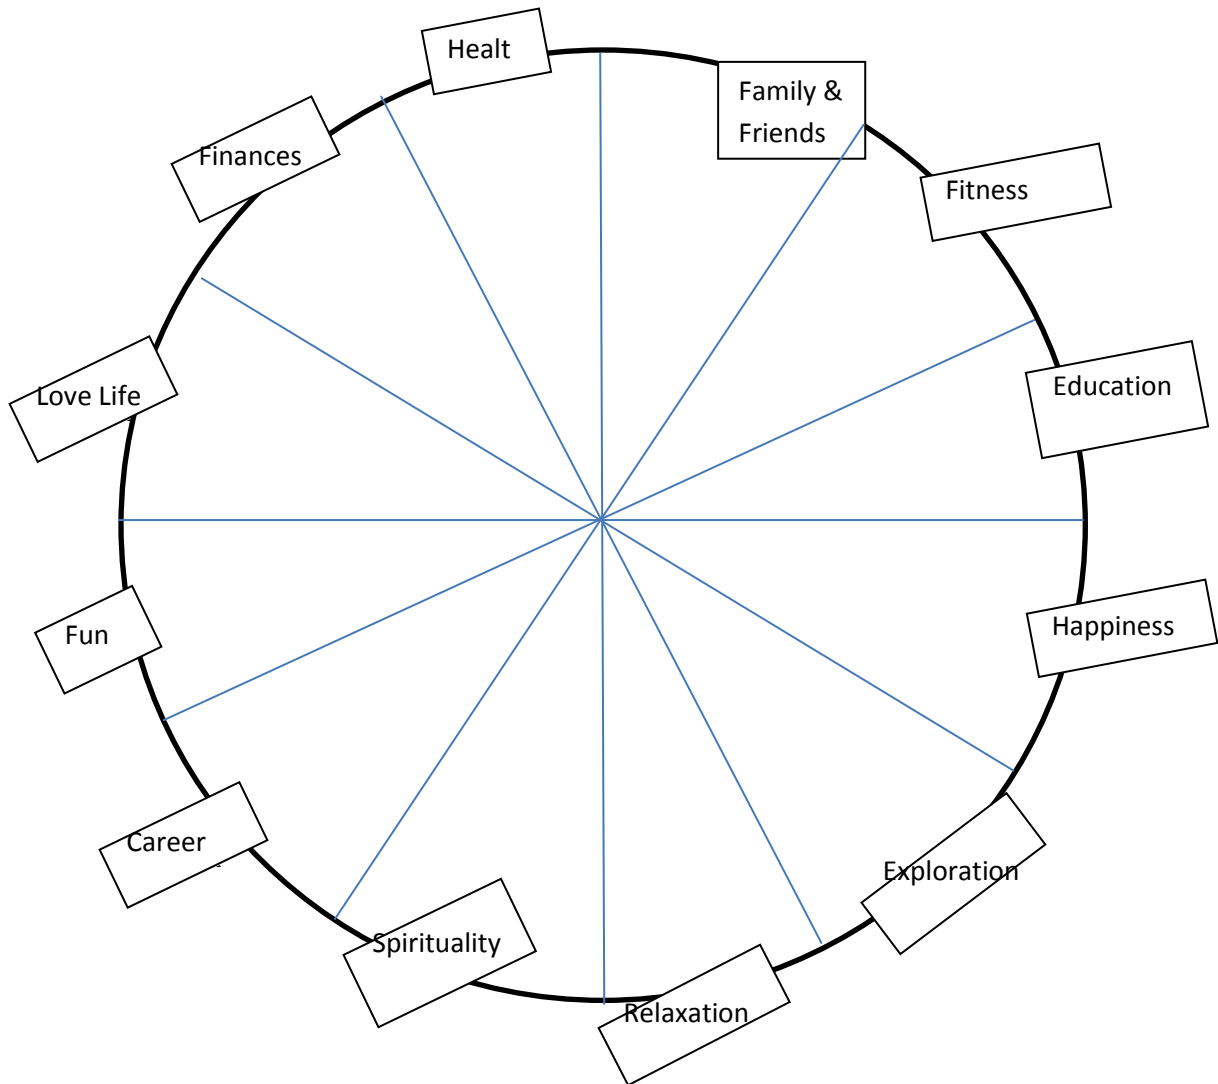 Healt
Family &
Friends
Finances
Fitness
Love Life
Education
Fun
Happiness
Career
Exploration
Spirituality
Relaxation